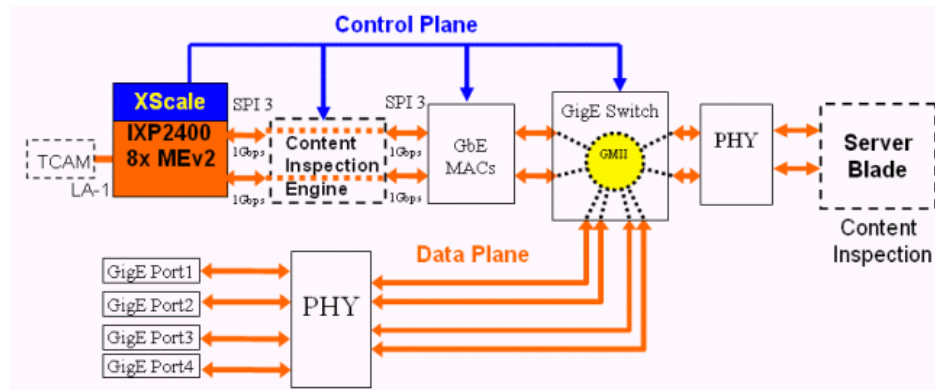 Control Plane
XScale
IXP2400
8x MEv2
TCAM
LA-1
SPI 3
1Gbps
1Gbps
Content
Inspection
Engine
SPI 3
1Gbps
1Gbps
GbE
MACs
GigE Switch
GMII
PHY
Server
Blade
Content
Inspection
Data Plane
GigE Port1
GigE Port2
GigE Port3
GigE Port4
PHY